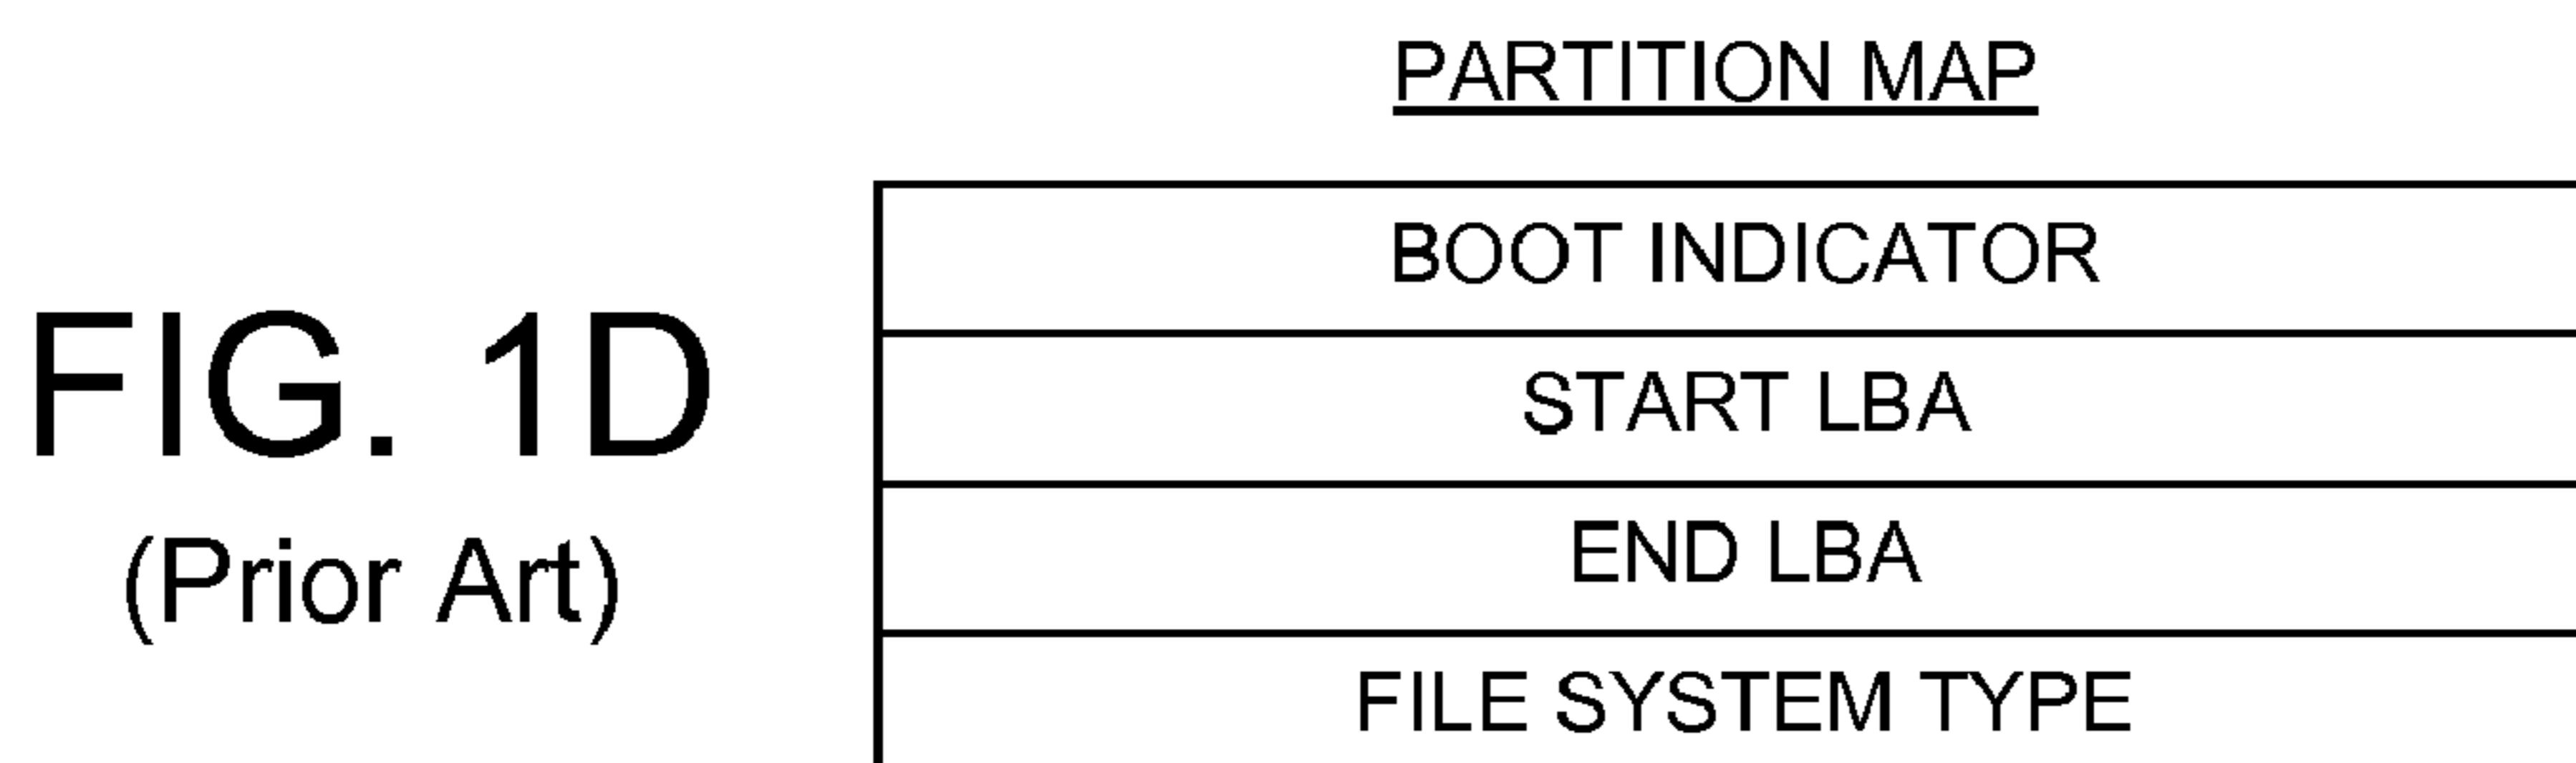 PARTITION MAP
BOOT INDICATOR
START LBA
END LBA
FILE SYSTEM TYPE
FIG. 1D
(Prior Art)